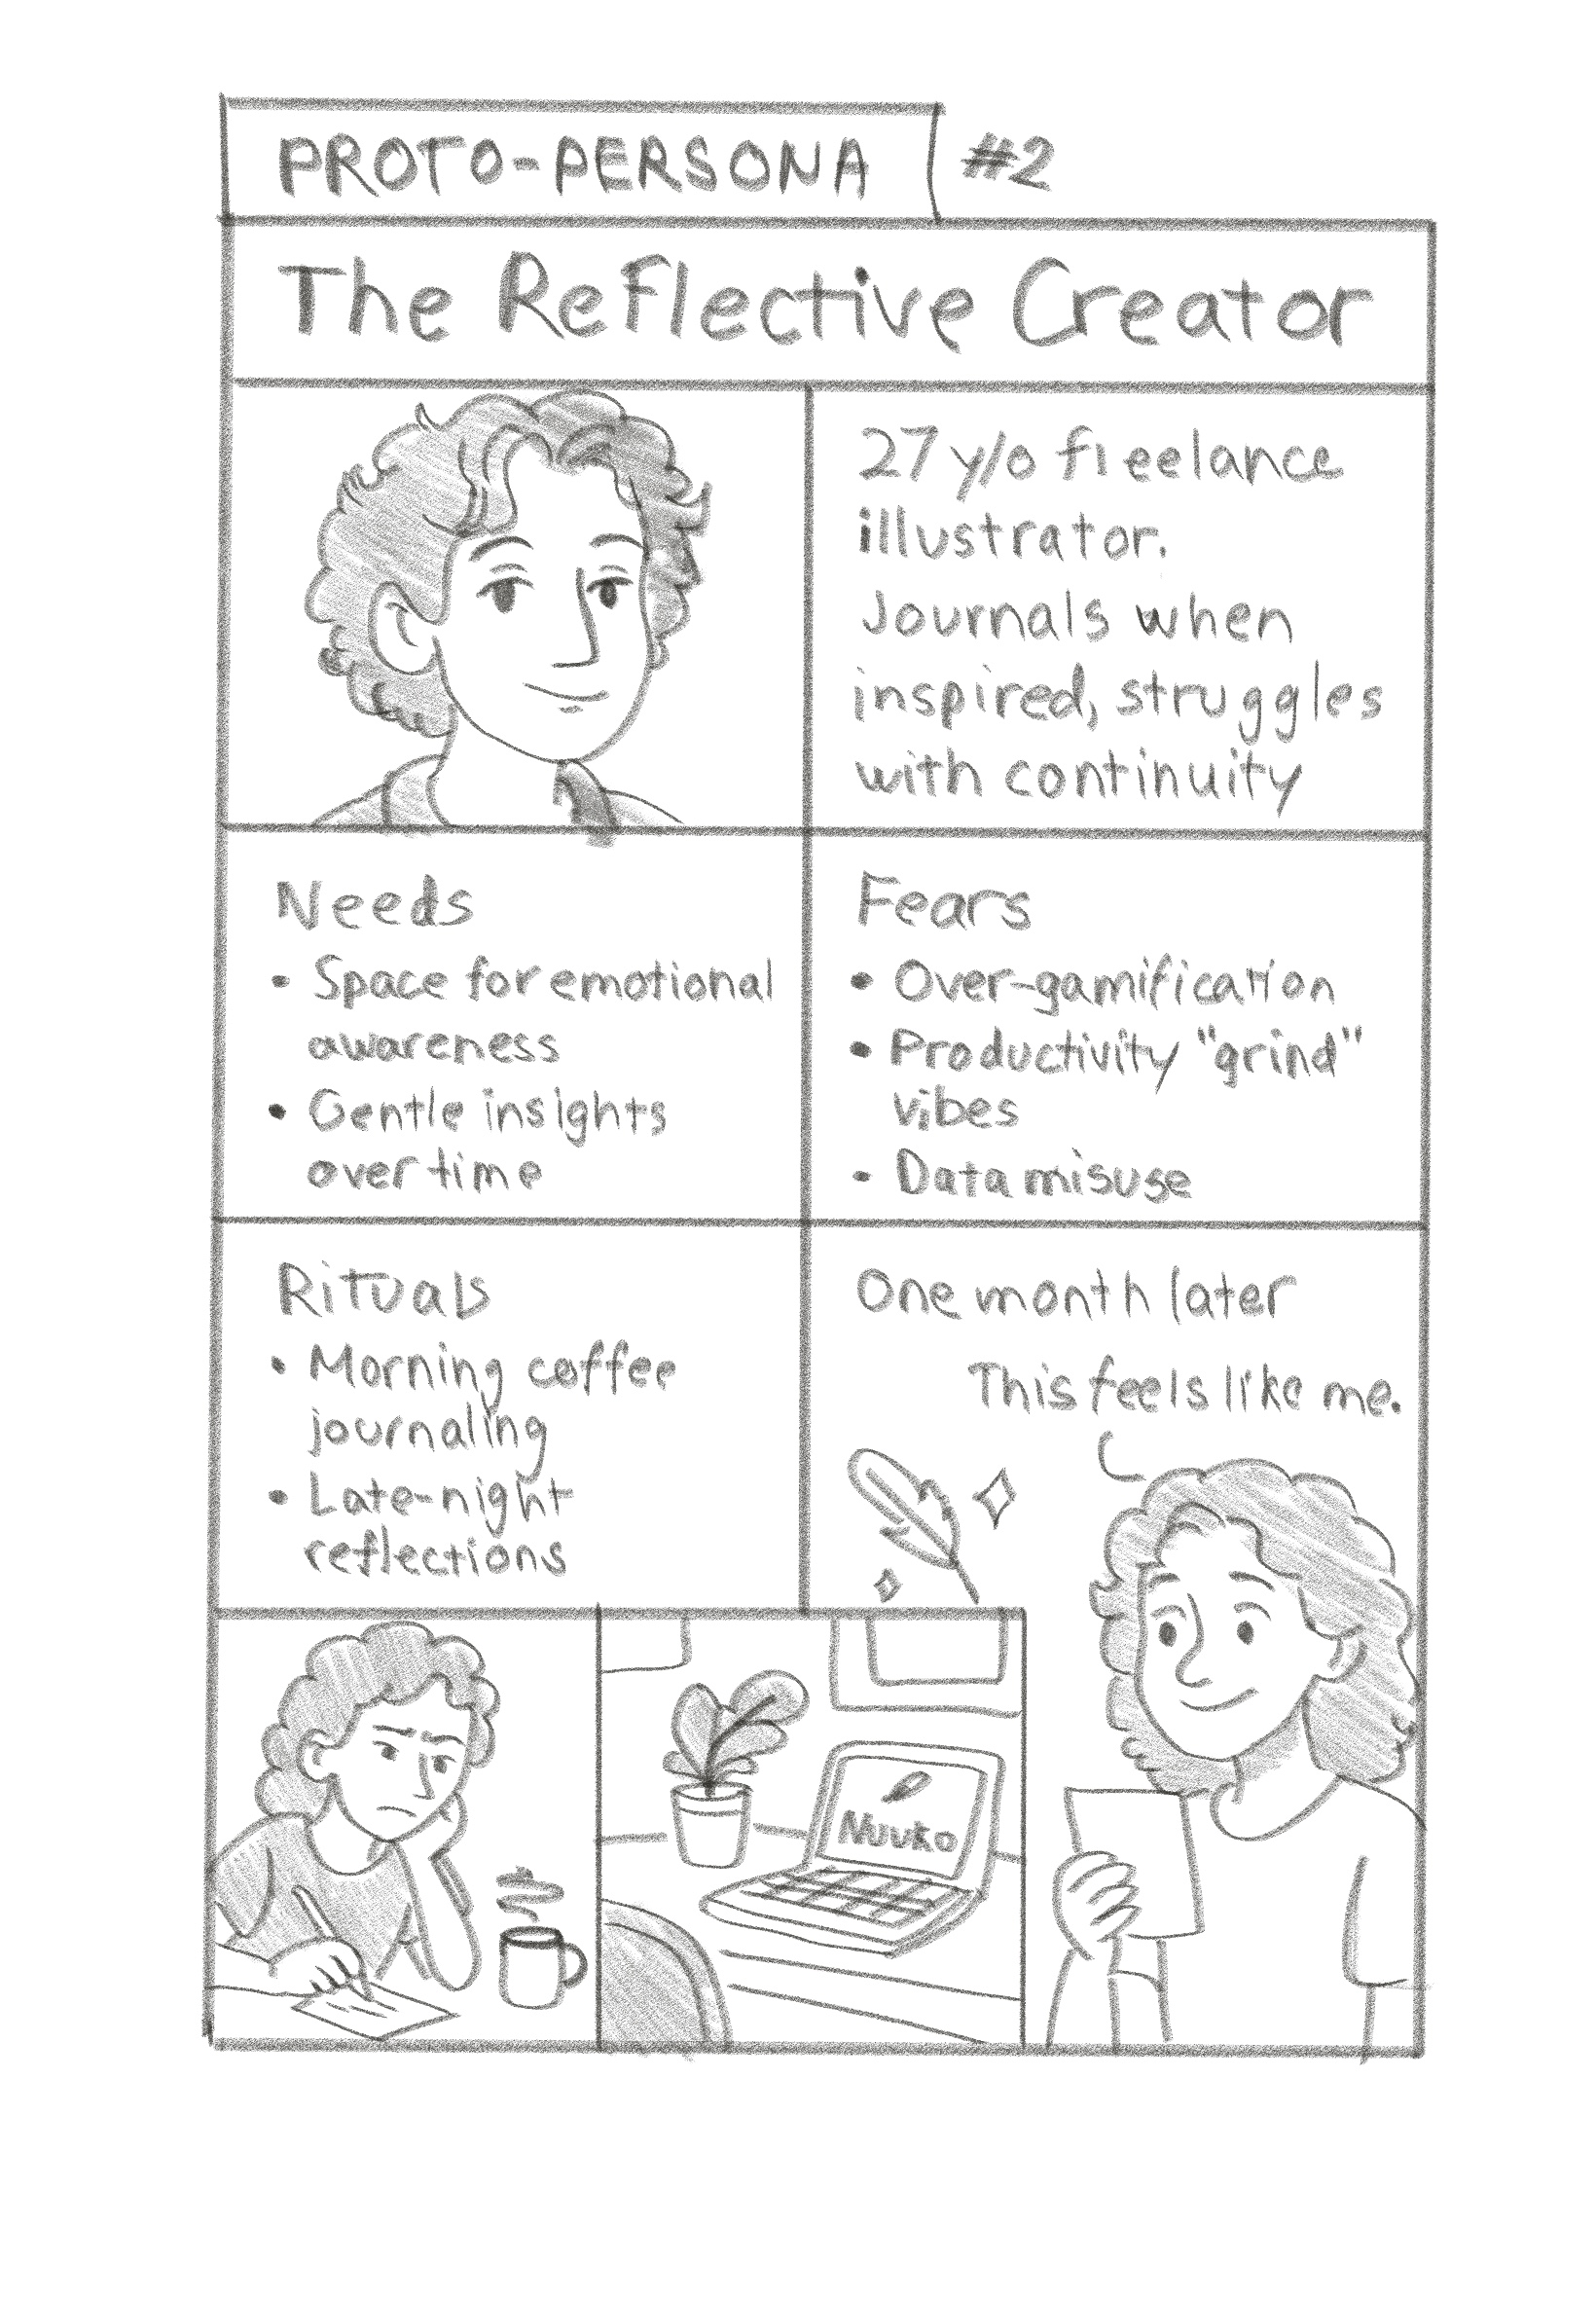 PROTO-PERSONA #2
The Reflective Creator
27 y/o freelance
illustrator.
Journals when
inspired, struggles
with continuity
Needs
• Space for emotional
awareness
• Gentle insights
over time
Fears
• Over-gamification
• Productivity "grind"
vibes
• Data misuse
Rituals
• Morning coffee
journaling
• Late-night
reflections
One month later
This feels like me.
Nuuko